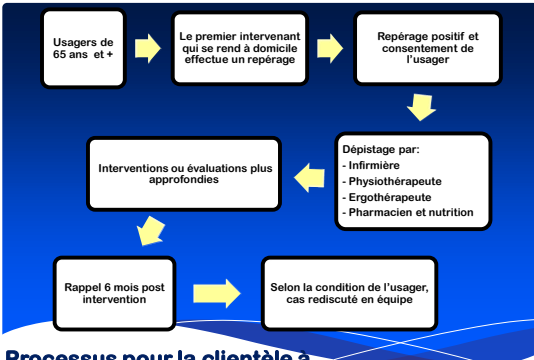 Usagers de
65 ans et +
Le premier intervenant
qui se rend à domicile
effectue un repérage
Repérage positif et
consentement de
l'usager
Dépistage par:
- Infirmière
- Physiothérapeute
- Ergothérapeute
- Pharmacien et nutrition
Interventions ou évaluations plus
approfondies
Rappel 6 mois post
intervention
Selon la condition de l'usager,
cas rediscuté en équipe
Processus pour la clientèle à